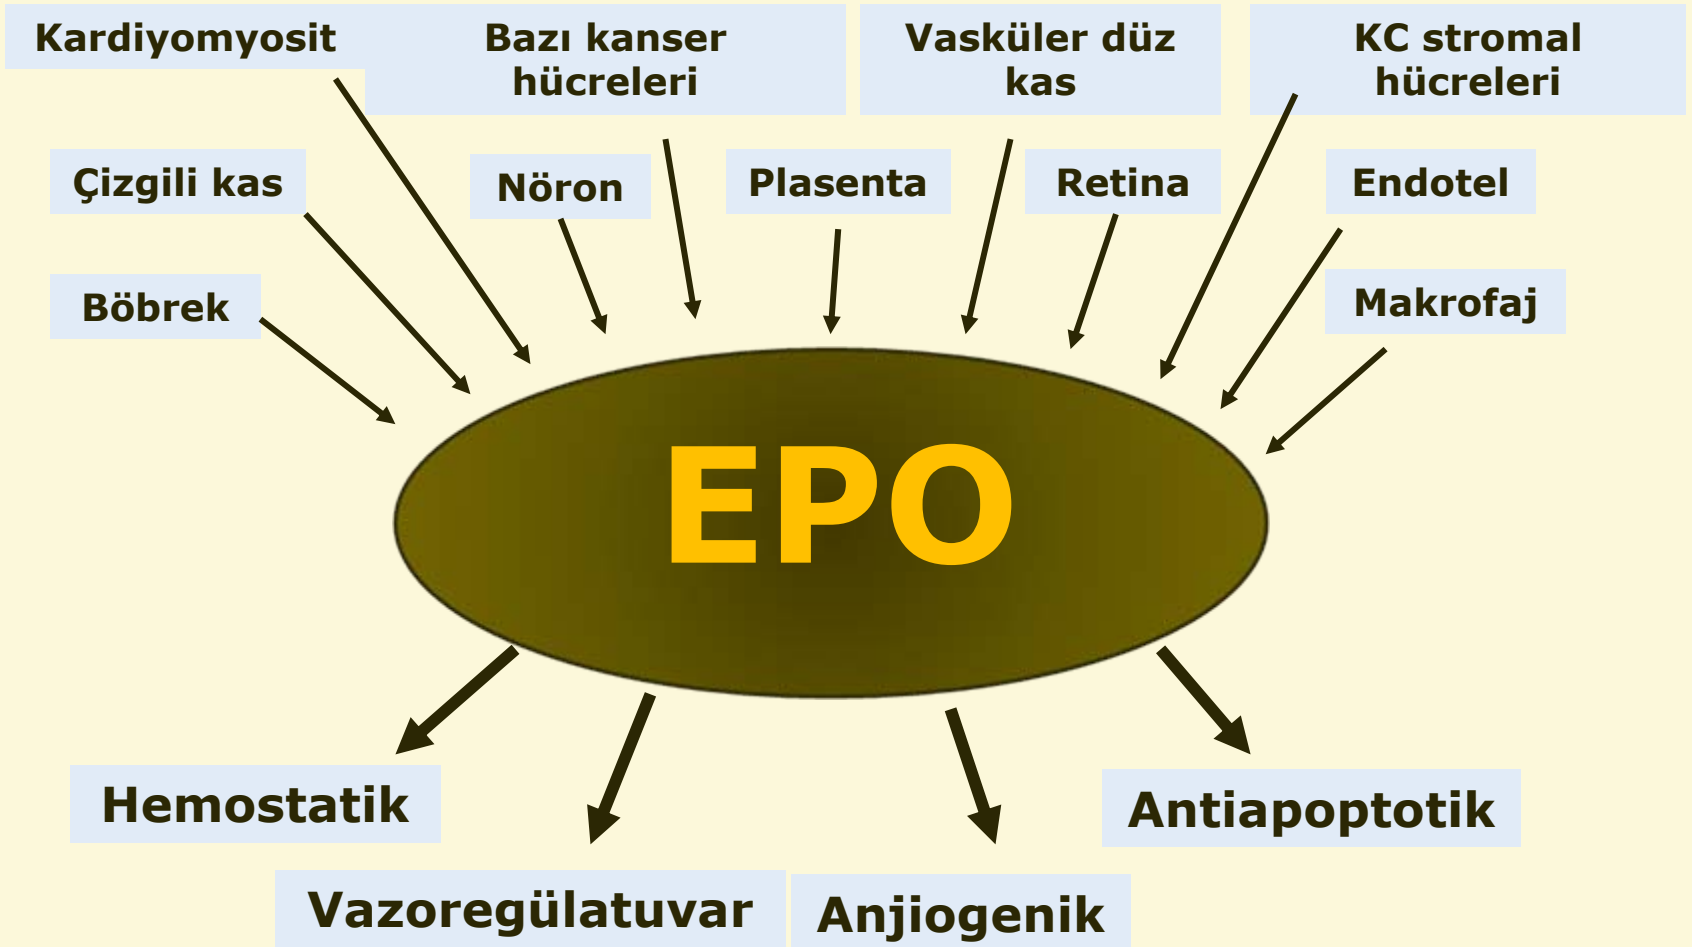 Kardiyomyosit
Bazı kanser
hücreleri
Vasküler düz
kas
KC stromal
hücreleri
Çizgili kas
Nöron
Plasenta
Retina
Endotel
Böbrek
Makrofaj
EPO
Hemostatik
Antiapoptotik
Vazoregülatuvar
Anjiogenik